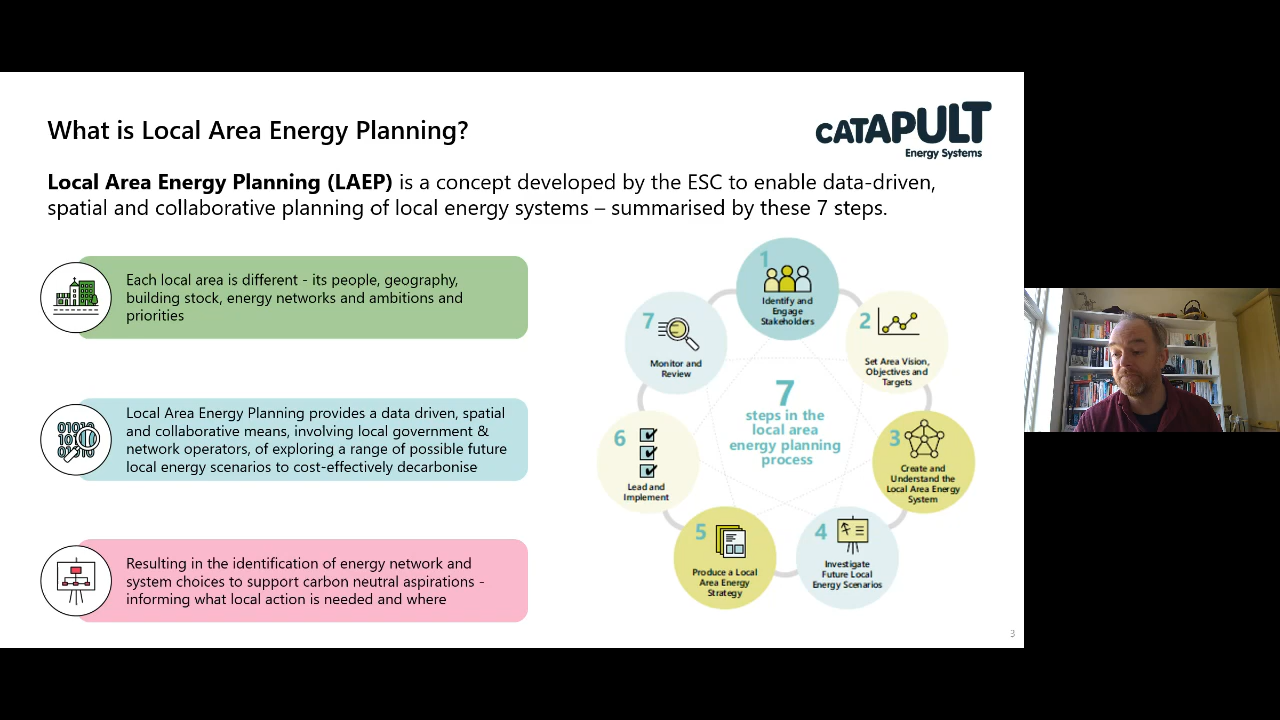 What is Local Area Energy Planning?
CATAPULT
Energy Systems
Local Area Energy Planning (LAEP) is a concept developed by the ESC to enable data-driven,
spatial and collaborative planning of local energy systems – summarised by these 7 steps.
Each local area is different - its people, geography,
building stock, energy networks and ambitions and
priorities
Local Area Energy Planning provides a data driven, spatial
and collaborative means, involving local government &
network operators, of exploring a range of possible future
local energy scenarios to cost-effectively decarbonise
Resulting in the identification of energy network and
system choices to support carbon neutral aspirations -
informing what local action is needed and where
1
Identify and
Engage
Stakeholders
2
Set Area Vision,
Objectives and
Targets
3
Create and
Understand the
Local Area Energy
System
4
Investigate
Future Local
Energy Scenarios
5
Produce a Local
Area Energy
Strategy
6
Lead and
Implement
7
Monitor and
Review
7
steps in the
local area
energy planning
process
3